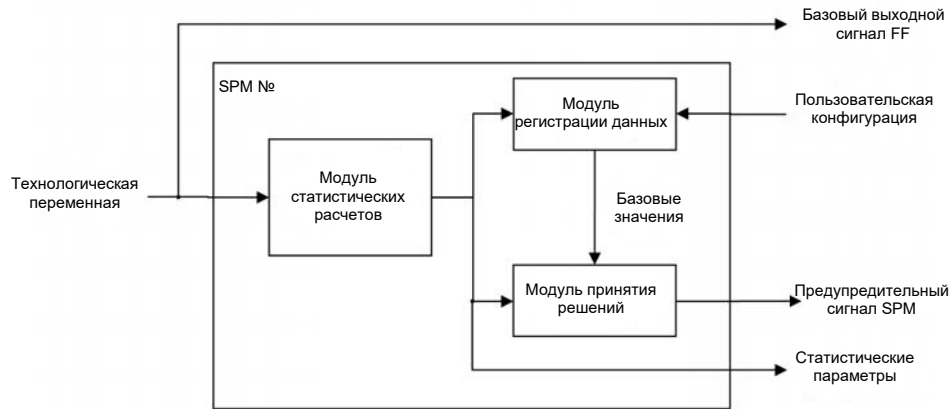 Базовый выходной
сигнал FF
SPM №
Модуль
регистрации данных
Пользовательская
конфигурация
Технологическая
переменная
Модуль
статистических
расчетов
Базовые
значения
Модуль принятия
решений
Предупредительный
сигнал SPM
Статистические
параметры